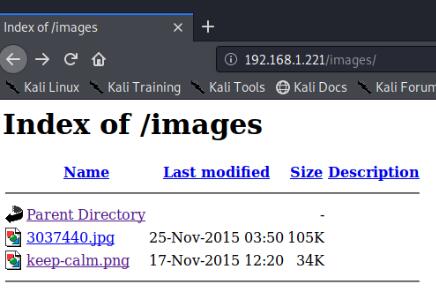 Index of /images
192.168.1.221/images/
Kali Linux Kali Training Kali Tools Kali Docs Kali Forum
Index of /images
Name Last modified Size Description
Parent Directory -
3037440.jpg 25-Nov-2015 03:50 105K
keep-calm.png 17-Nov-2015 12:20 34K